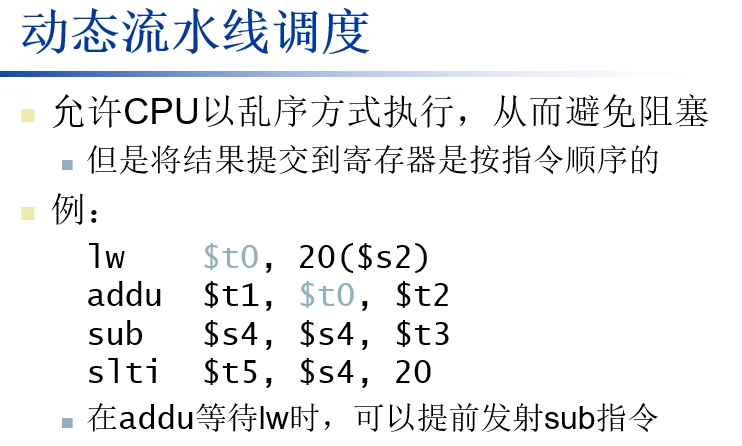 动态流水线调度
允许CPU以乱序方式执行，从而避免阻塞
但是将结果提交到寄存器是按指令顺序的
例：
lw $t0, 20($s2)
addu $t1, $t0, $t2
sub $s4, $s4, $t3
slti $t5, $s4, 20
在addu等待lw时，可以提前发射sub指令